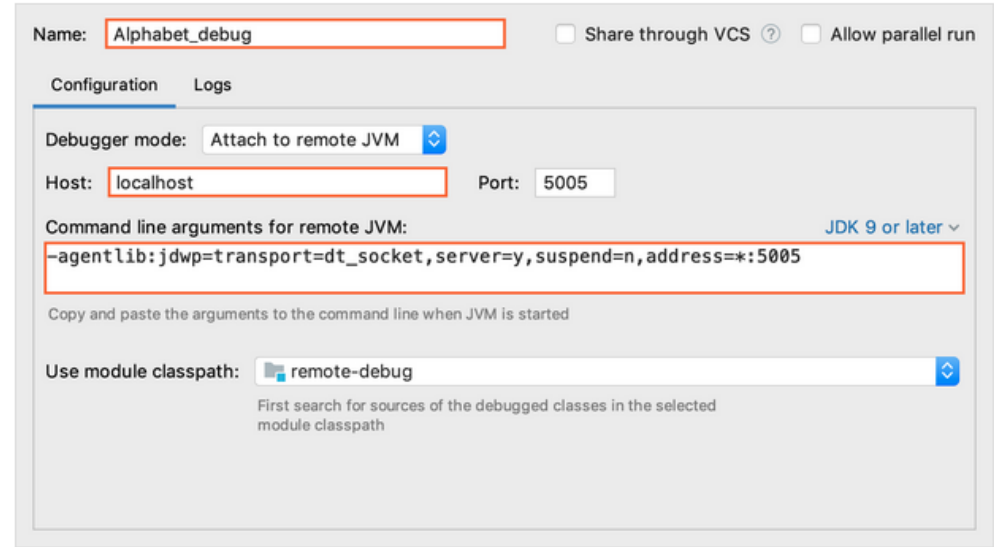 Name: Alphabet_debug Share through VCS ? Allow parallel run
Configuration Logs
Debugger mode: Attach to remote JVM
Host: localhost Port: 5005
Command line arguments for remote JVM: JDK 9 or later
-agentlib:jdwp=transport=dt_socket,server=y,suspend=n,address=*:5005
Copy and paste the arguments to the command line when JVM is started
Use module classpath: remote-debug
First search for sources of the debugged classes in the selected
module classpath